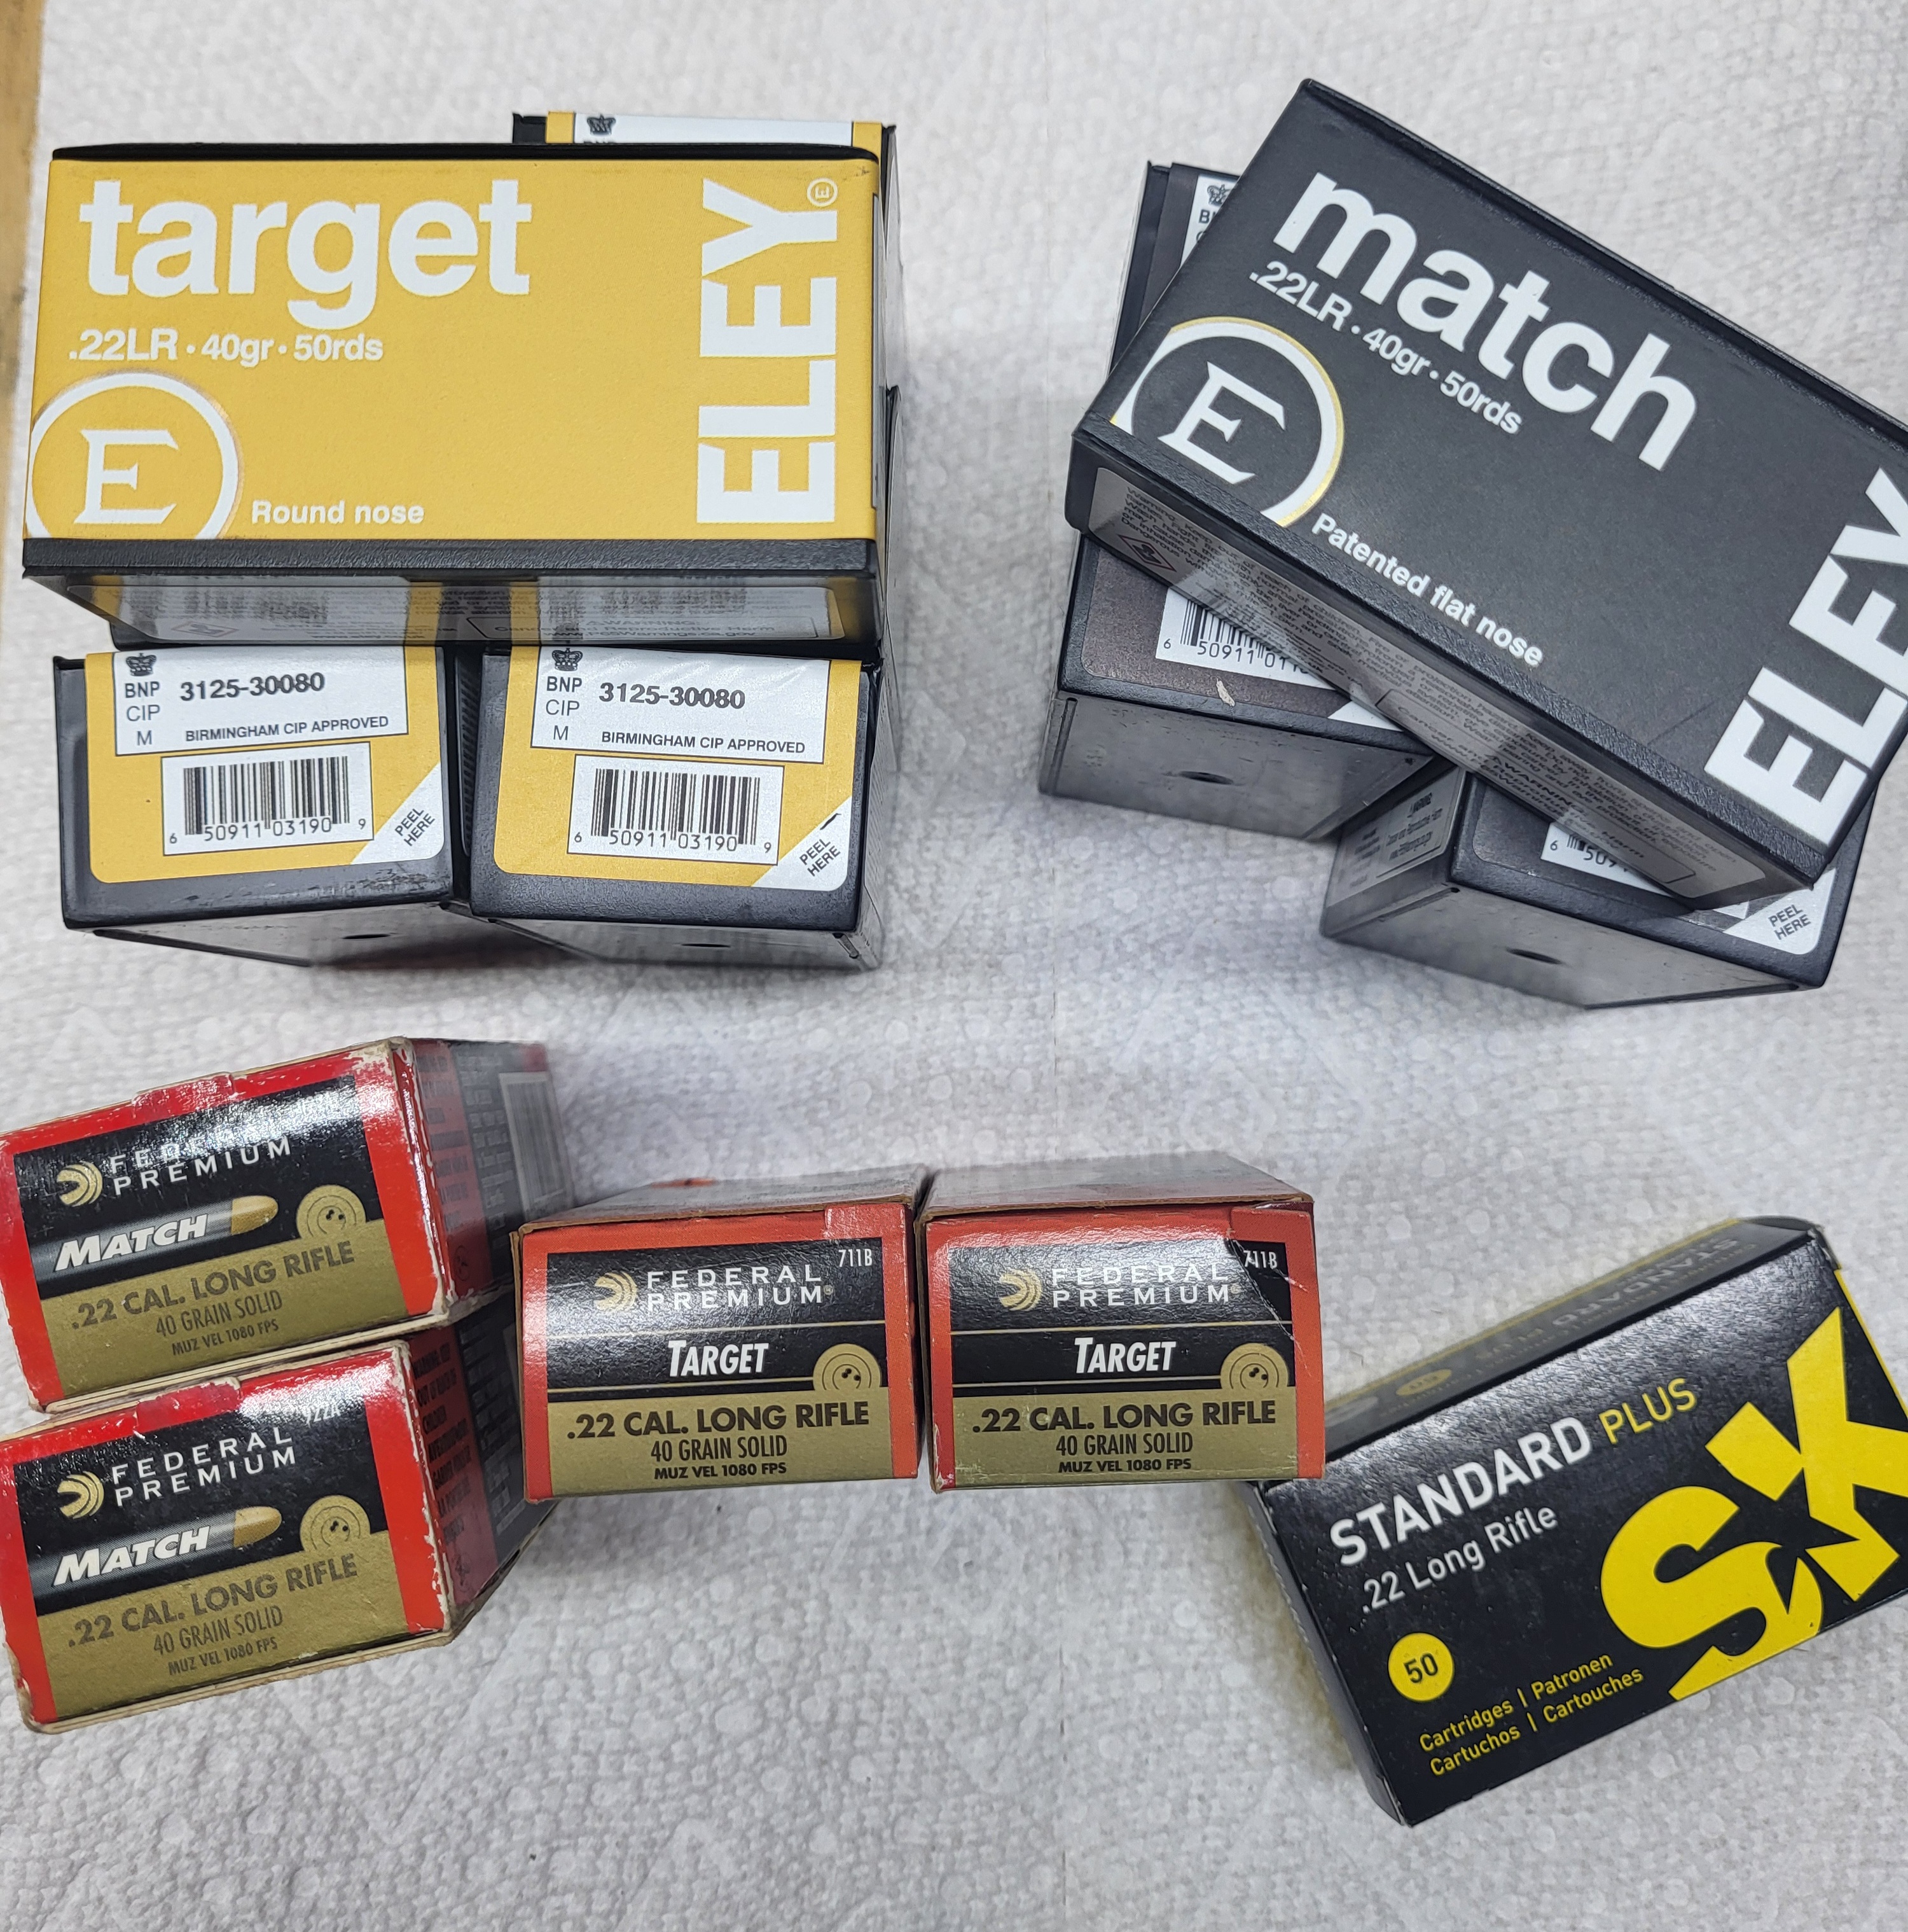 target
.22LR • 40gr • 50rds
E
Round nose
ELEY
BNP
CIP
M
3125-30080
BIRMINGHAM CIP APPROVED
6 50911 03190 9
PEEL
HERE
BNP
CIP
M
3125-30080
BIRMINGHAM CIP APPROVED
6 50911 03190 9
PEEL
HERE
match
.22LR • 40gr • 50rds
E
Patented flat nose
ELEY
6 50911
PEEL
HERE
FEDERAL
PREMIUM
MATCH
.22 CAL. LONG RIFLE
40 GRAIN SOLID
MUZ VEL 1080 FPS
FEDERAL
PREMIUM
MATCH
.22 CAL. LONG RIFLE
40 GRAIN SOLID
MUZ VEL 1080 FPS
711B
FEDERAL
PREMIUM®
TARGET
.22 CAL. LONG RIFLE
40 GRAIN SOLID
MUZ VEL 1080 FPS
711B
FEDERAL
PREMIUM®
TARGET
.22 CAL. LONG RIFLE
40 GRAIN SOLID
MUZ VEL 1080 FPS
STANDARD PLUS
.22 Long Rifle
SK
50
Cartridges | Patronen
Cartuchos | Cartouches